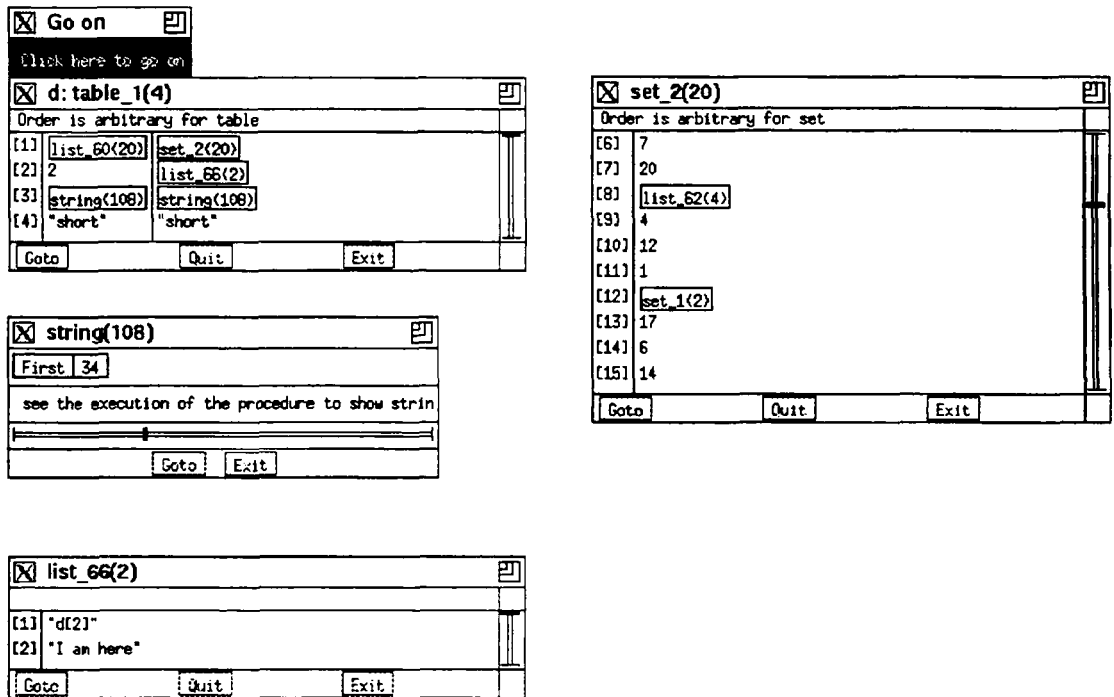 Go on
Click here to go on
d: table_1(4)
Order is arbitrary for table
[1] list_60(20) set_2(20)
[2] 2 list_66(2)
[3] string(108) string(108)
[4] "short" "short"
Goto Quit Exit
string(108)
First 34
see the execution of the procedure to show strin
Goto Exit
list_66(2)
[1] "d[2]"
[2] "I am here"
Goto Quit Exit
set_2(20)
Order is arbitrary for set
[6] 7
[7] 20
[8] list_62(4)
[9] 4
[10] 12
[11] 1
[12] set_1(2)
[13] 17
[14] 6
[15] 14
Goto Quit Exit